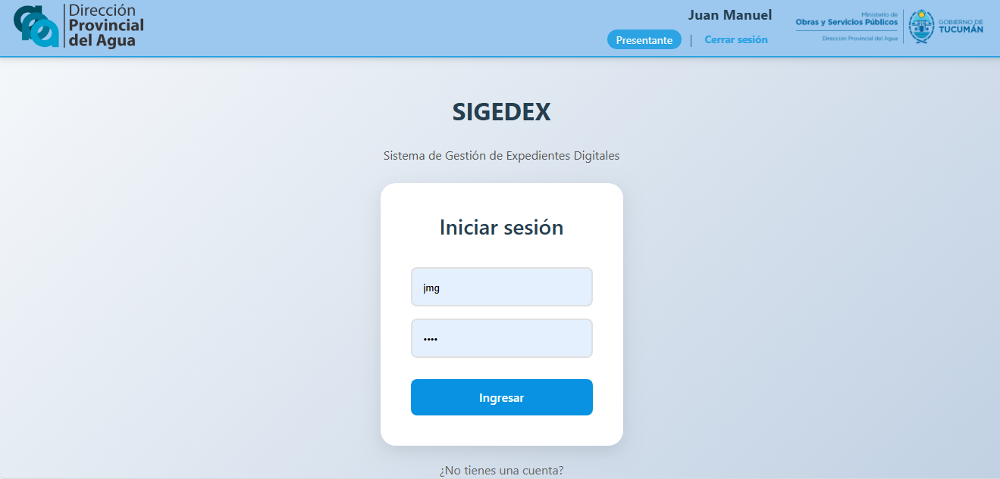 Dirección
Provincial
del Agua
Juan Manuel
Presentante | Cerrar sesión
Ministerio de
Obras y Servicios Públicos
Dirección Provincial del Agua
GOBIERNO DE
TUCUMÁN
SIGEDEX
Sistema de Gestión de Expedientes Digitales
Iniciar sesión
jmg
••••
Ingresar
¿No tienes una cuenta?